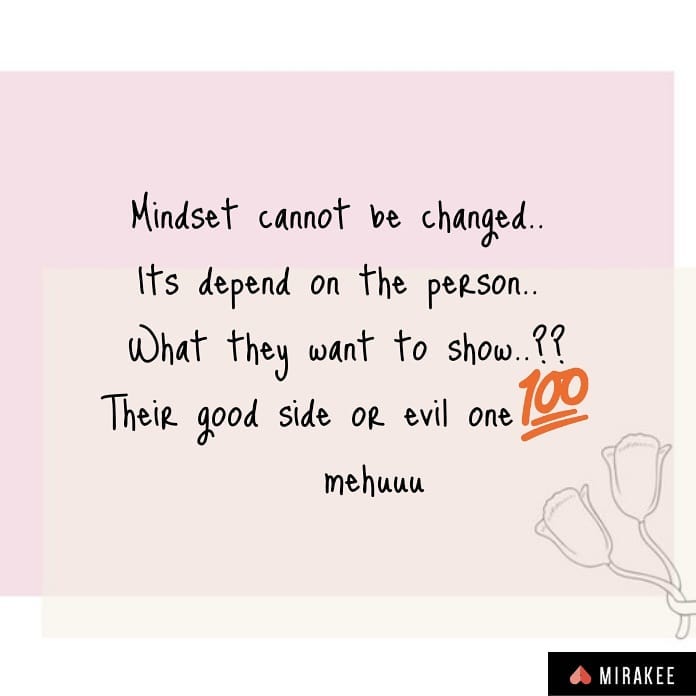 Mindset cannot be changed..
Its depend on the person..
What they want to show..??
Their good side or evil one💯
mehuuu
MIRAKEE